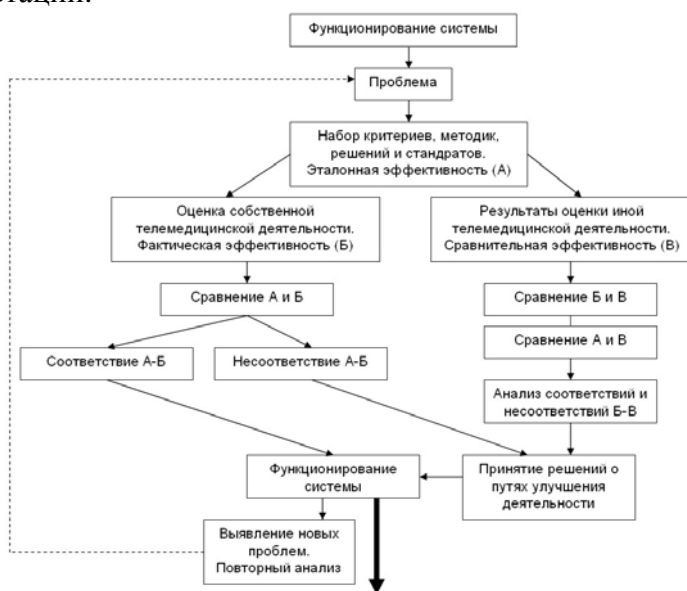 Функционирование системы
Проблема
Набор критериев, методик,
решений и стандратов.
Эталонная эффективность (А)
Оценка собственной
телемедицинской деятельности.
Фактическая эффективность (Б)
Результаты оценки иной
телемедицинской деятельности.
Сравнительная эффективность (В)
Сравнение А и Б
Сравнение Б и В
Сравнение А и В
Соответствие А-Б
Несоответствие А-Б
Анализ соответствий и
несоответствий Б-В
Функционирование
системы
Принятие решений о
путях улучшения
деятельности
Выявление новых
проблем.
Повторный анализ